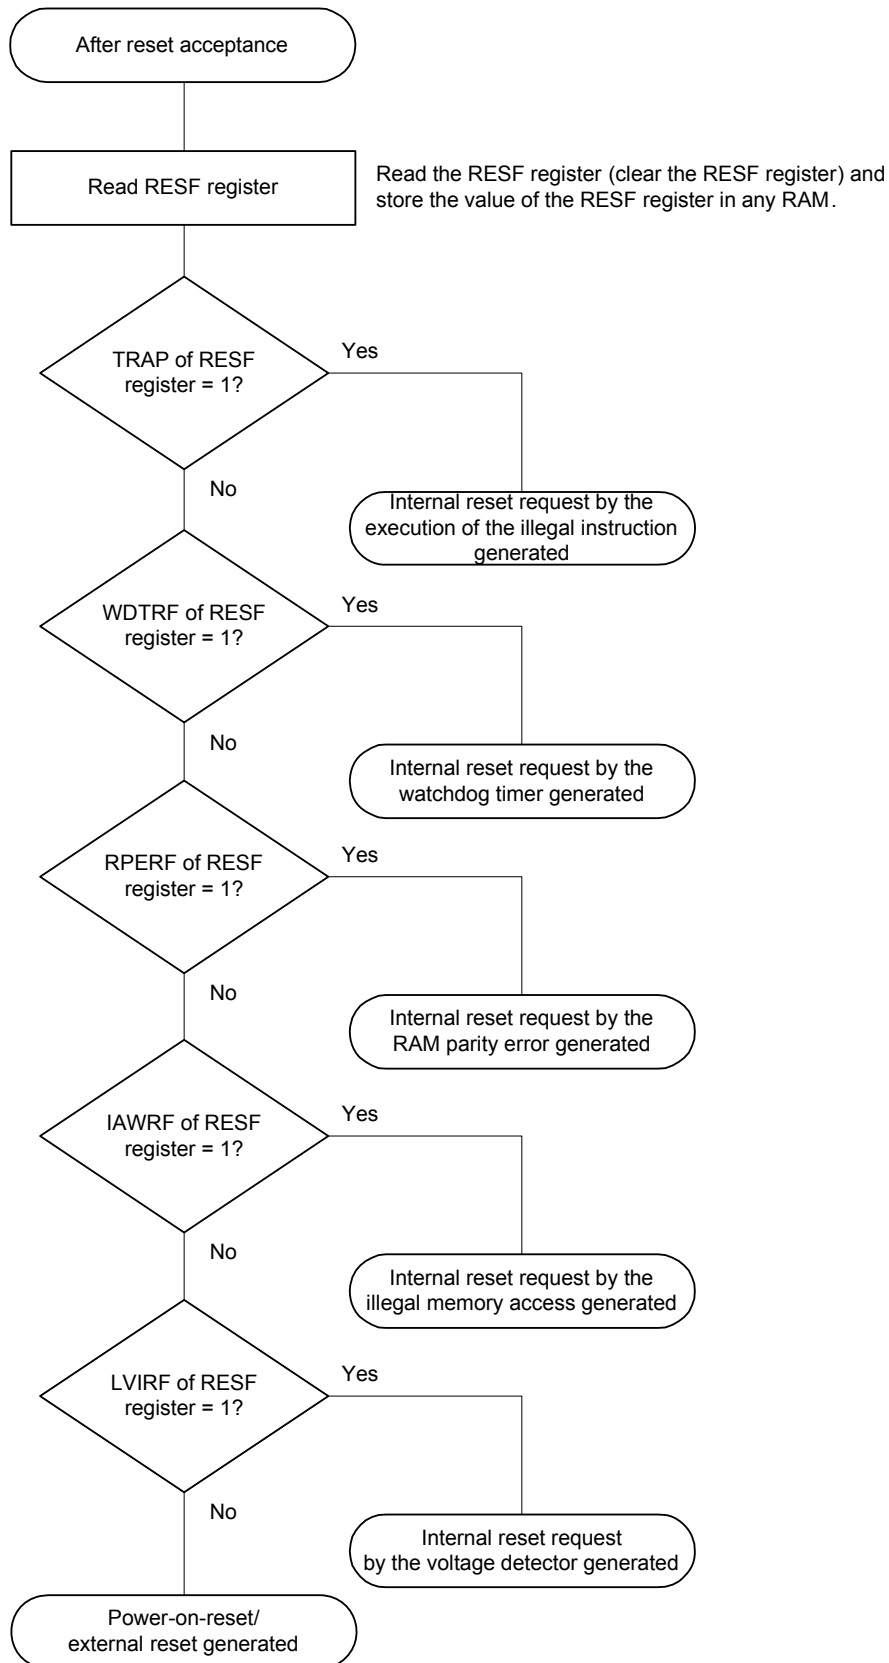 After reset acceptance
Read RESF register
Read the RESF register (clear the RESF register) and
store the value of the RESF register in any RAM.
TRAP of RESF
register = 1?
Yes
No
Internal reset request by the
execution of the illegal instruction
generated
WDTRF of RESF
register = 1?
Yes
No
Internal reset request by the
watchdog timer generated
RPERF of RESF
register = 1?
Yes
No
Internal reset request by the
RAM parity error generated
IAWRF of RESF
register = 1?
Yes
No
Internal reset request by the
illegal memory access generated
LVIRF of RESF
register = 1?
Yes
No
Internal reset request
by the voltage detector generated
Power-on-reset/
external reset generated